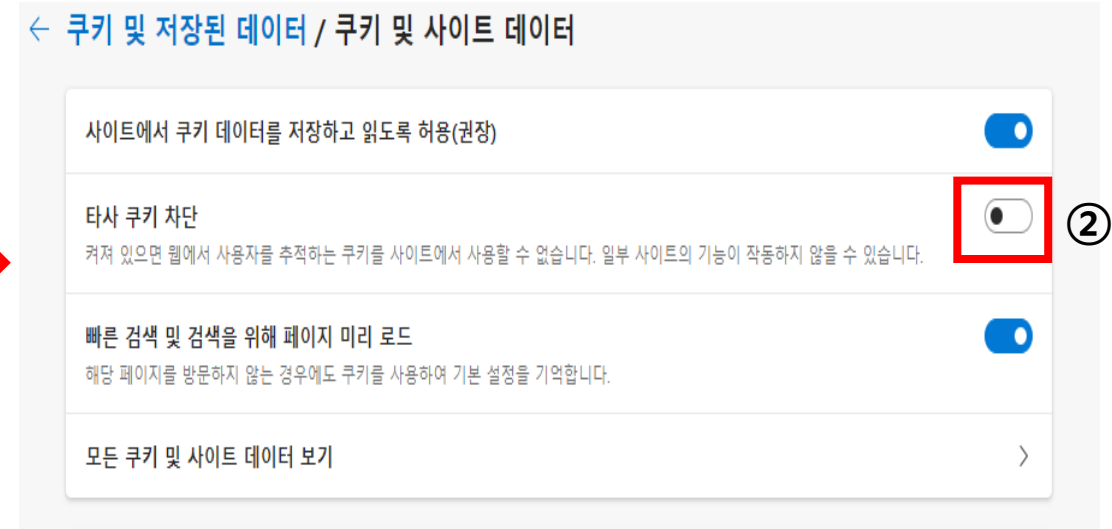 ← 쿠키 및 저장된 데이터 / 쿠키 및 사이트 데이터
사이트에서 쿠키 데이터를 저장하고 읽도록 허용(권장)
타사 쿠키 차단
②
켜져 있으면 웹에서 사용자를 추적하는 쿠키를 사이트에서 사용할 수 없습니다. 일부 사이트의 기능이 작동하지 않을 수 있습니다.
빠른 검색 및 검색을 위해 페이지 미리 로드
해당 페이지를 방문하지 않는 경우에도 쿠키를 사용하여 기본 설정을 기억합니다.
모든 쿠키 및 사이트 데이터 보기